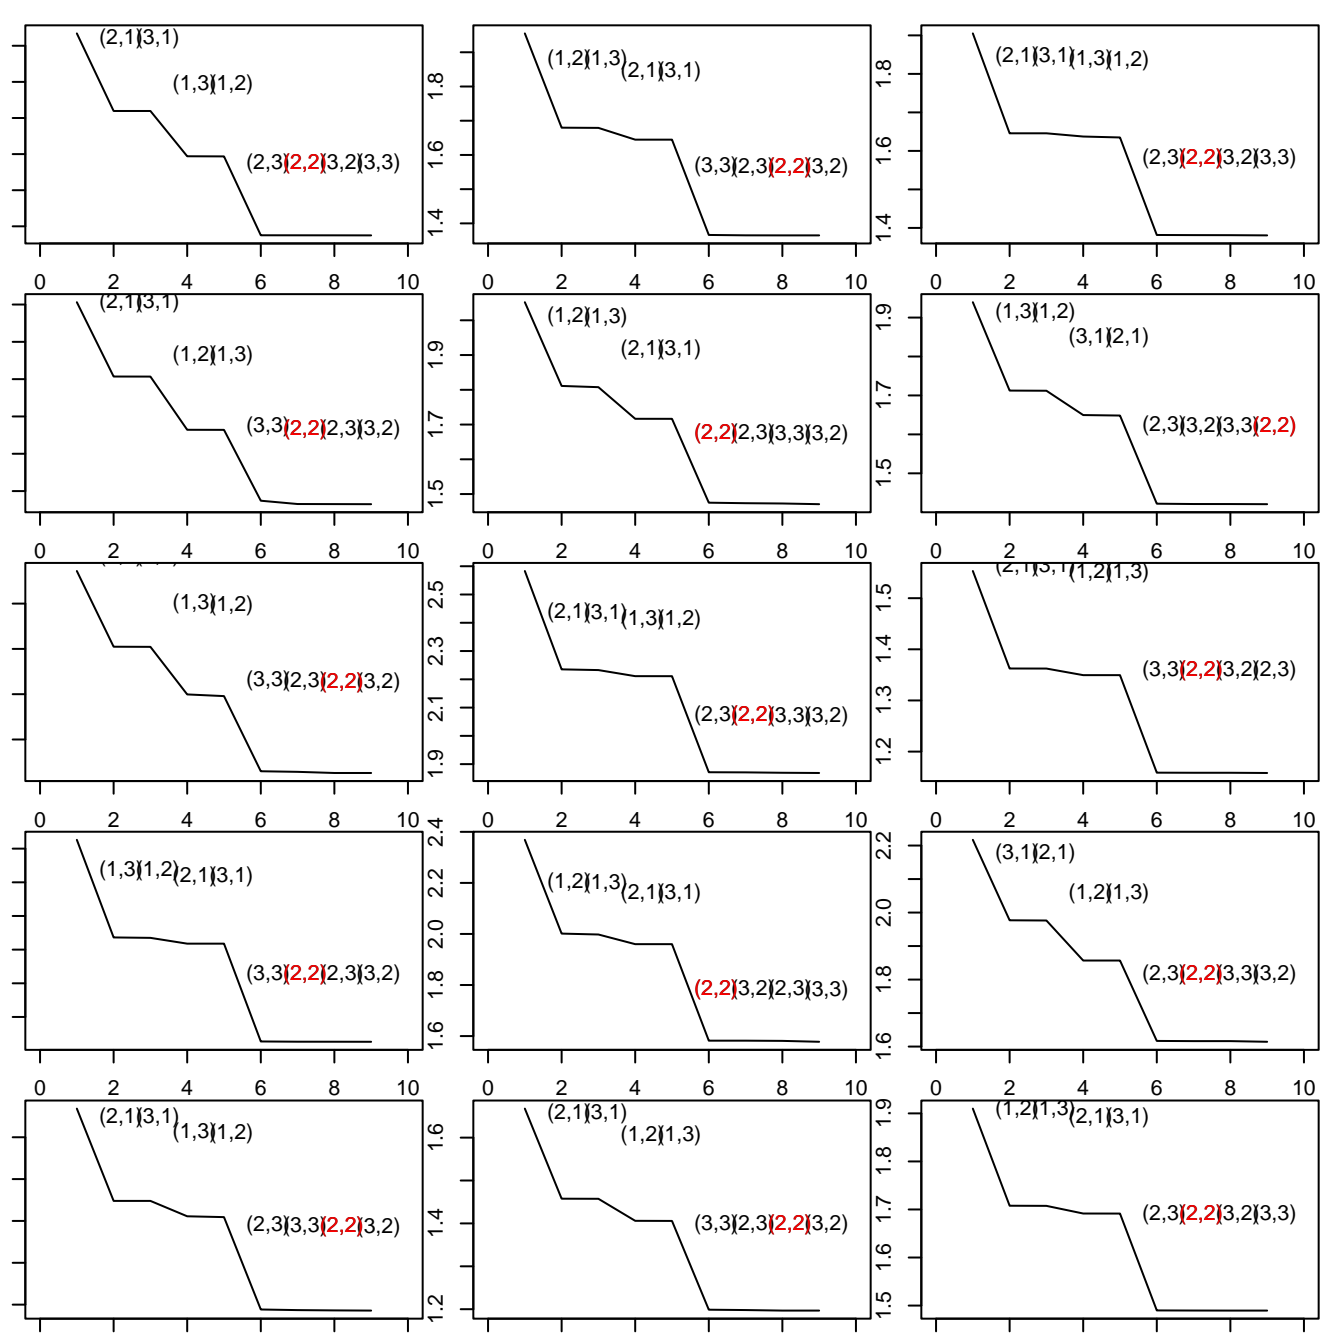 (2,1)(3,1)
(1,3)(1,2)
(2,3)(2,2)(3,2)(3,3)
0 2 4 6 8 10
1.4 1.6 1.8
(1,2)(1,3)(2,1)(3,1)
(3,3)(2,3)(2,2)(3,2)
0 2 4 6 8 10
1.4 1.6 1.8
(2,1)(3,1)(1,3)(1,2)
(2,3)(2,2)(3,2)(3,3)
0 2 4 6 8 10
(2,1)(3,1)
(1,2)(1,3)
(3,3)(2,2)(2,3)(3,2)
0 2 4 6 8 10
1.5 1.7 1.9
(1,2)(1,3)
(2,1)(3,1)
(2,2)(2,3)(3,3)(3,2)
0 2 4 6 8 10
1.5 1.7 1.9
(1,3)(1,2)
(3,1)(2,1)
(2,3)(3,2)(3,3)(2,2)
0 2 4 6 8 10
(1,3)(1,2)
(3,3)(2,3)(2,2)(3,2)
0 2 4 6 8 10
1.9 2.1 2.3 2.5
(2,1)(3,1)(1,3)(1,2)
(2,3)(2,2)(3,3)(3,2)
0 2 4 6 8 10
1.2 1.3 1.4 1.5
(2,1)(3,1)(1,2)(1,3)
(3,3)(2,2)(3,2)(2,3)
0 2 4 6 8 10
(1,3)(1,2)(2,1)(3,1)
(3,3)(2,2)(2,3)(3,2)
0 2 4 6 8 10
1.6 1.8 2.0 2.2 2.4
(1,2)(1,3)(2,1)(3,1)
(2,2)(3,2)(2,3)(3,3)
0 2 4 6 8 10
1.6 1.8 2.0 2.2
(3,1)(2,1)
(1,2)(1,3)
(2,3)(2,2)(3,3)(3,2)
0 2 4 6 8 10
(2,1)(3,1)(1,3)(1,2)
(2,3)(3,3)(2,2)(3,2)
1.2 1.4 1.6
(2,1)(3,1)
(1,2)(1,3)
(3,3)(2,3)(2,2)(3,2)
1.5 1.6 1.7 1.8 1.9
(1,2)(1,3)(2,1)(3,1)
(2,3)(2,2)(3,2)(3,3)